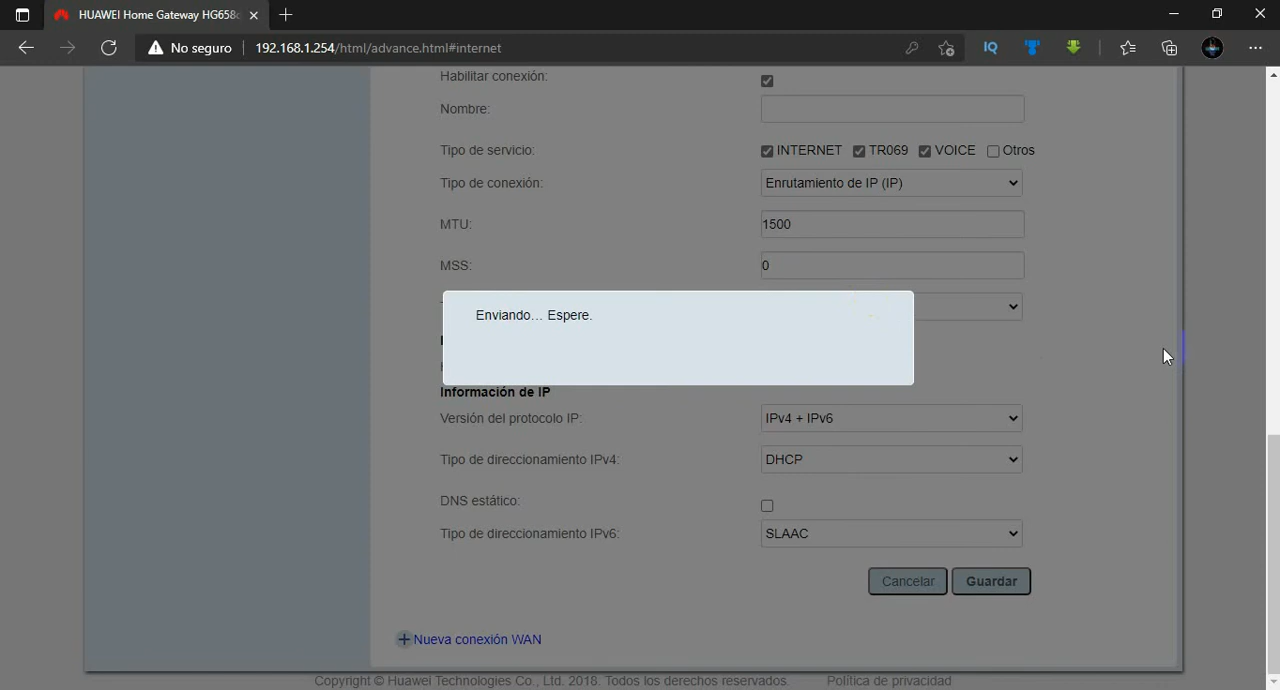 HUAWEI Home Gateway HG658
No seguro
192.168.1.254/html/advance.html#internet
IQ
Habilitar conexión:
Nombre:
Tipo de servicio:
INTERNET TR069 VOICE Otros
Tipo de conexión:
Enrutamiento de IP (IP)
MTU:
1500
MSS:
0
Enviando... Espere.
Información de IP
Versión del protocolo IP:
IPv4 + IPv6
Tipo de direccionamiento IPv4:
DHCP
DNS estático:
Tipo de direccionamiento IPv6:
SLAAC
Cancelar Guardar
Nueva conexión WAN
Copyright © Huawei Technologies Co., Ltd. 2018. Todos los derechos reservados. Política de privacidad